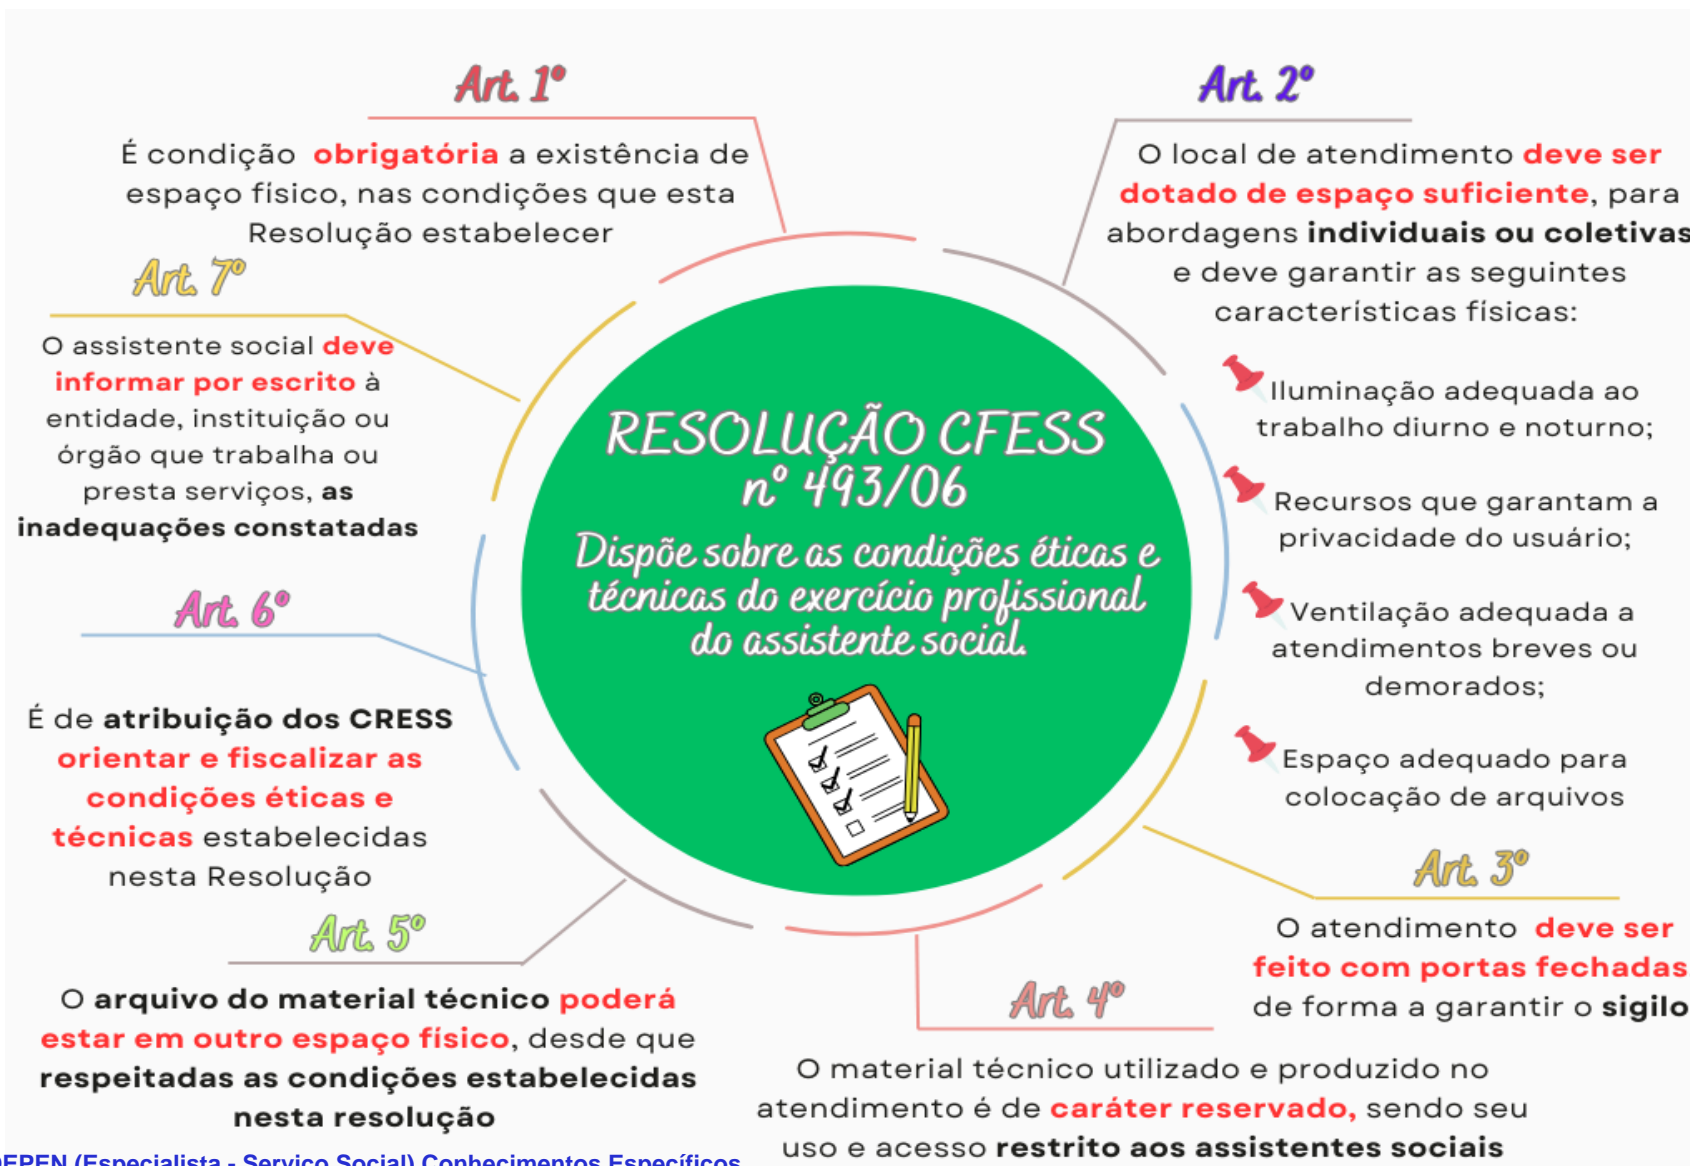 Art. 1º
É condição obrigatória a existência de
espaço físico, nas condições que esta
Resolução estabelecer
Art. 2º
O local de atendimento deve ser
dotado de espaço suficiente, para
abordagens individuais ou coletivas
e deve garantir as seguintes
características físicas:
Iluminação adequada ao
trabalho diurno e noturno;
Recursos que garantam a
privacidade do usuário;
Ventilação adequada a
atendimentos breves ou
demorados;
Espaço adequado para
colocação de arquivos
Art. 7º
O assistente social deve
informar por escrito à
entidade, instituição ou
órgão que trabalha ou
presta serviços, as
inadequações constatadas
RESOLUÇÃO CFESS
nº 493/06
Dispõe sobre as condições éticas e
técnicas do exercício profissional
do assistente social.
Art. 6º
É de atribuição dos CRESS
orientar e fiscalizar as
condições éticas e
técnicas estabelecidas
nesta Resolução
Art. 3º
O atendimento deve ser
feito com portas fechadas
de forma a garantir o sigilo
Art. 5º
O arquivo do material técnico poderá
estar em outro espaço físico, desde que
respeitadas as condições estabelecidas
nesta resolução
Art. 4º
O material técnico utilizado e produzido no
atendimento é de caráter reservado, sendo seu
uso e acesso restrito aos assistentes sociais
DEPEN (Especialista - Serviço Social) Conhecimentos Específicos